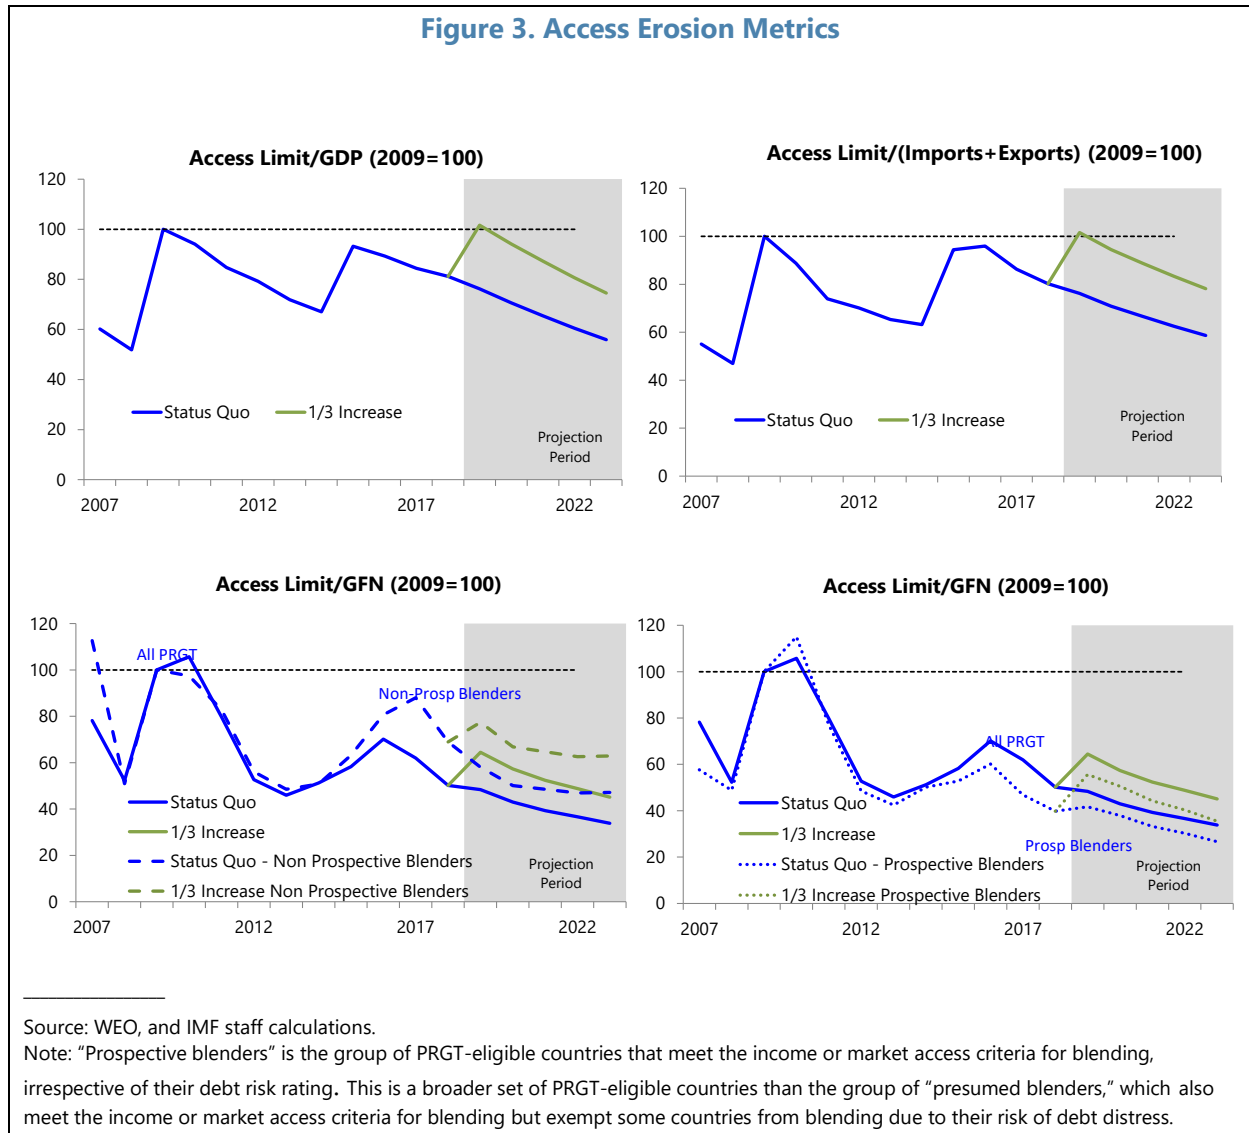 Figure 3. Access Erosion Metrics
Access Limit/GDP (2009=100)
120
100
80
60
40
20
0
Status Quo
1/3 Increase
Projection
Period
2007
2012
2017
2022
Access Limit/(Imports+Exports) (2009=100)
120
100
80
60
40
20
0
Status Quo
1/3 Increase
Projection
Period
2007
2012
2017
2022
Access Limit/GFN (2009=100)
120
100
80
60
40
20
0
All PRGT
Non-Prosp Blenders
Status Quo
1/3 Increase
Status Quo - Non Prospective Blenders
1/3 Increase Non Prospective Blenders
Projection
Period
2007
2012
2017
2022
Access Limit/GFN (2009=100)
120
100
80
60
40
20
0
All PRGT
Prosp Blenders
Status Quo
1/3 Increase
Status Quo - Prospective Blenders
1/3 Increase Prospective Blenders
Projection
Period
2007
2012
2017
2022
Source: WEO, and IMF staff calculations.
Note: “Prospective blenders” is the group of PRGT-eligible countries that meet the income or market access criteria for blending,
irrespective of their debt risk rating. This is a broader set of PRGT-eligible countries than the group of “presumed blenders,” which also
meet the income or market access criteria for blending but exempt some countries from blending due to their risk of debt distress.